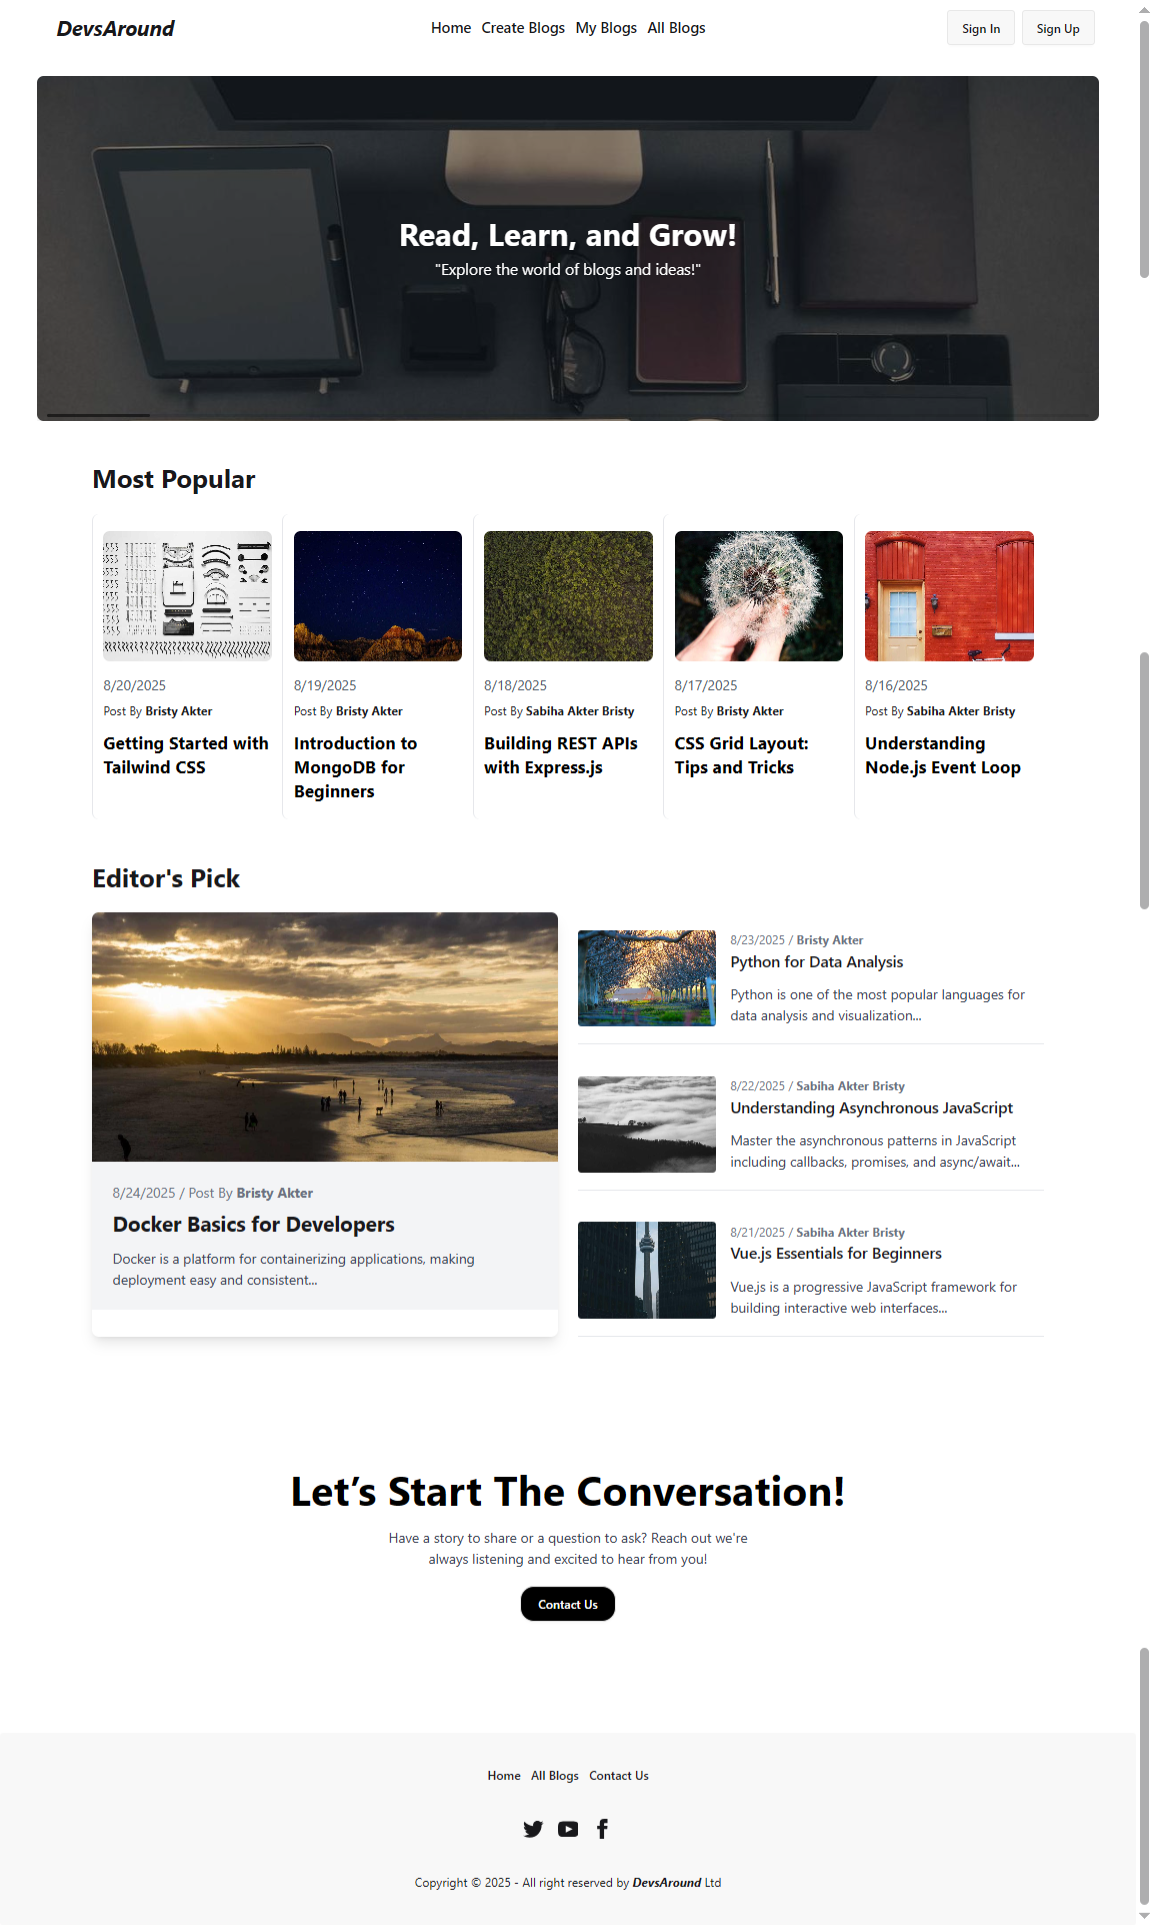 DevsAround
Home Create Blogs My Blogs All Blogs
Sign In Sign Up
Read, Learn, and Grow!
"Explore the world of blogs and ideas!"
Most Popular
8/20/2025
Post By Bristy Akter
Getting Started with
Tailwind CSS
8/19/2025
Post By Bristy Akter
Introduction to
MongoDB for
Beginners
8/18/2025
Post By Sabiha Akter Bristy
Building REST APIs
with Express.js
8/17/2025
Post By Bristy Akter
CSS Grid Layout:
Tips and Tricks
8/16/2025
Post By Sabiha Akter Bristy
Understanding
Node.js Event Loop
Editor's Pick
8/24/2025 / Post By Bristy Akter
Docker Basics for Developers
Docker is a platform for containerizing applications, making
deployment easy and consistent...
8/23/2025 / Bristy Akter
Python for Data Analysis
Python is one of the most popular languages for
data analysis and visualization...
8/22/2025 / Sabiha Akter Bristy
Understanding Asynchronous JavaScript
Master the asynchronous patterns in JavaScript
including callbacks, promises, and async/await...
8/21/2025 / Sabiha Akter Bristy
Vue.js Essentials for Beginners
Vue.js is a progressive JavaScript framework for
building interactive web interfaces...
Let’s Start The Conversation!
Have a story to share or a question to ask? Reach out we're
always listening and excited to hear from you!
Contact Us
Home All Blogs Contact Us
Copyright © 2025 - All right reserved by DevsAround Ltd